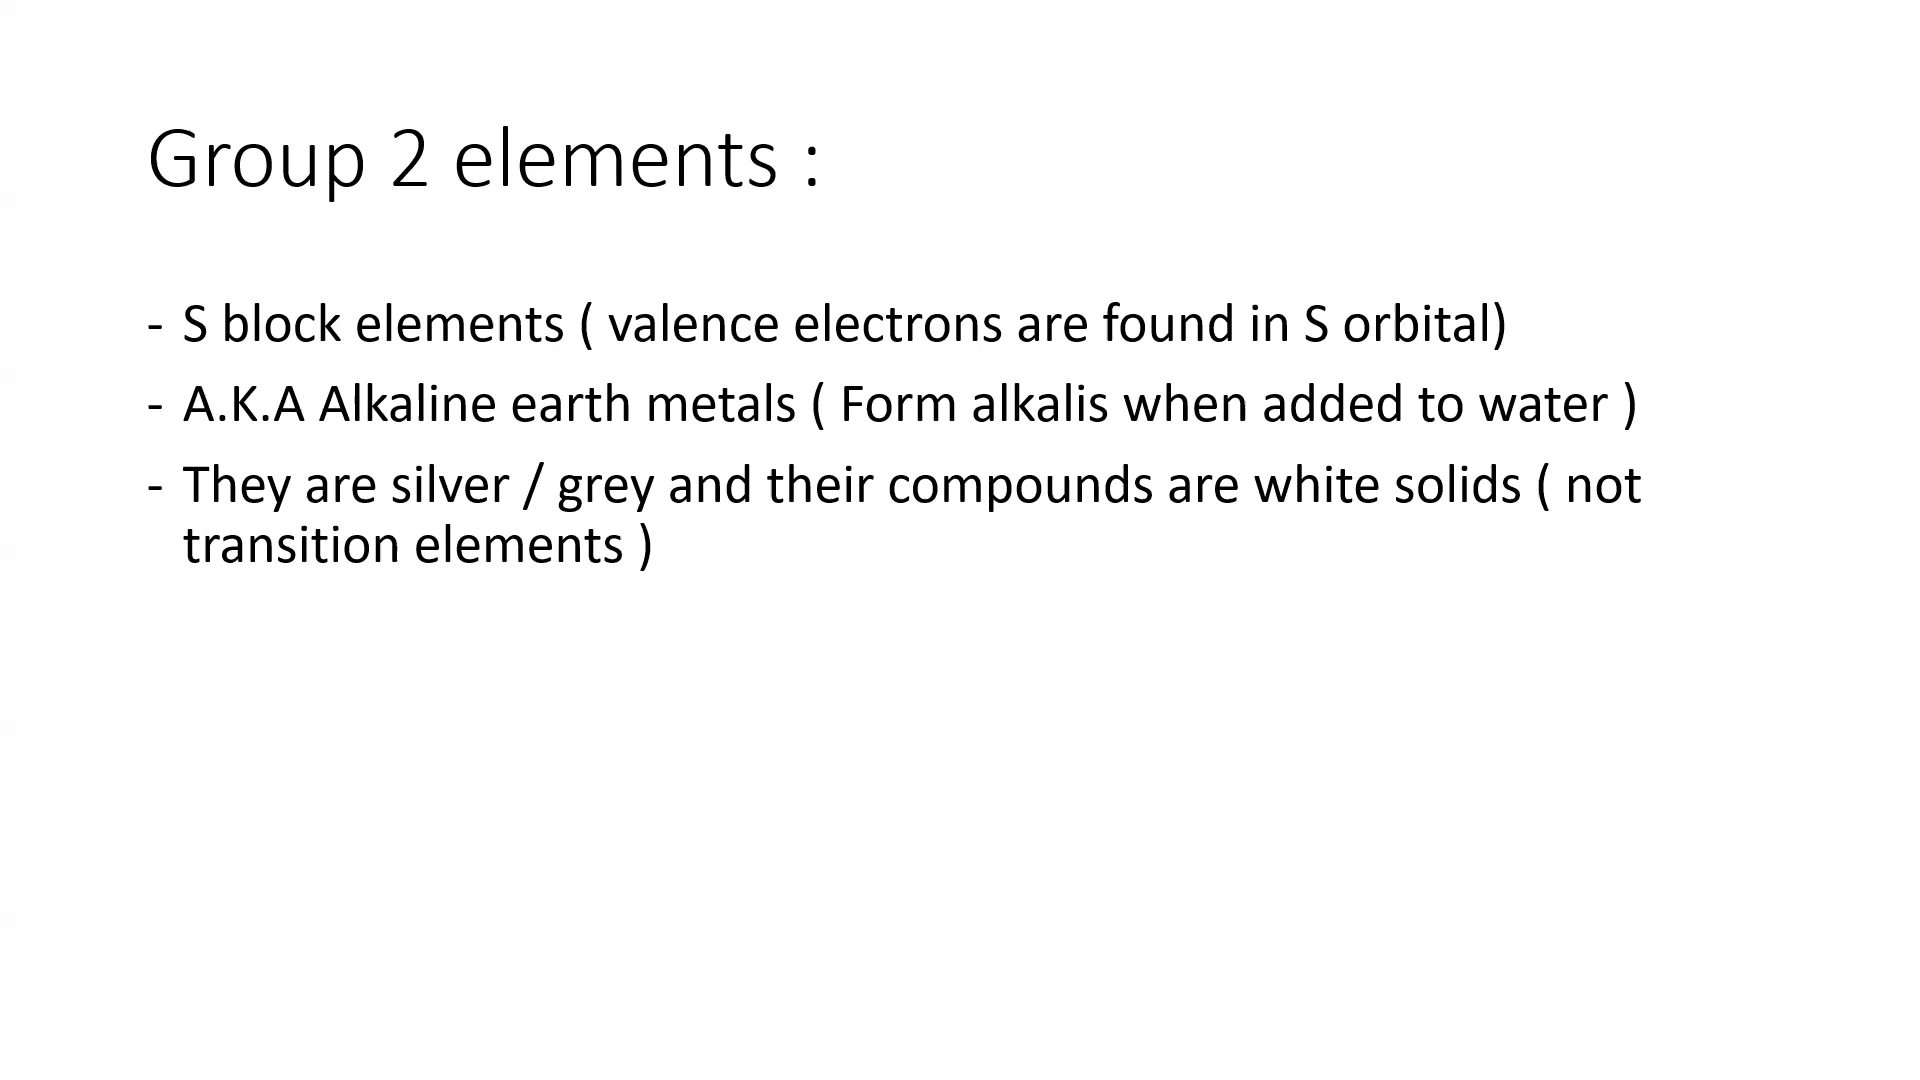 Group 2 elements :
- S block elements ( valence electrons are found in S orbital)
- A.K.A Alkaline earth metals ( Form alkalis when added to water )
- They are silver / grey and their compounds are white solids ( not
transition elements )